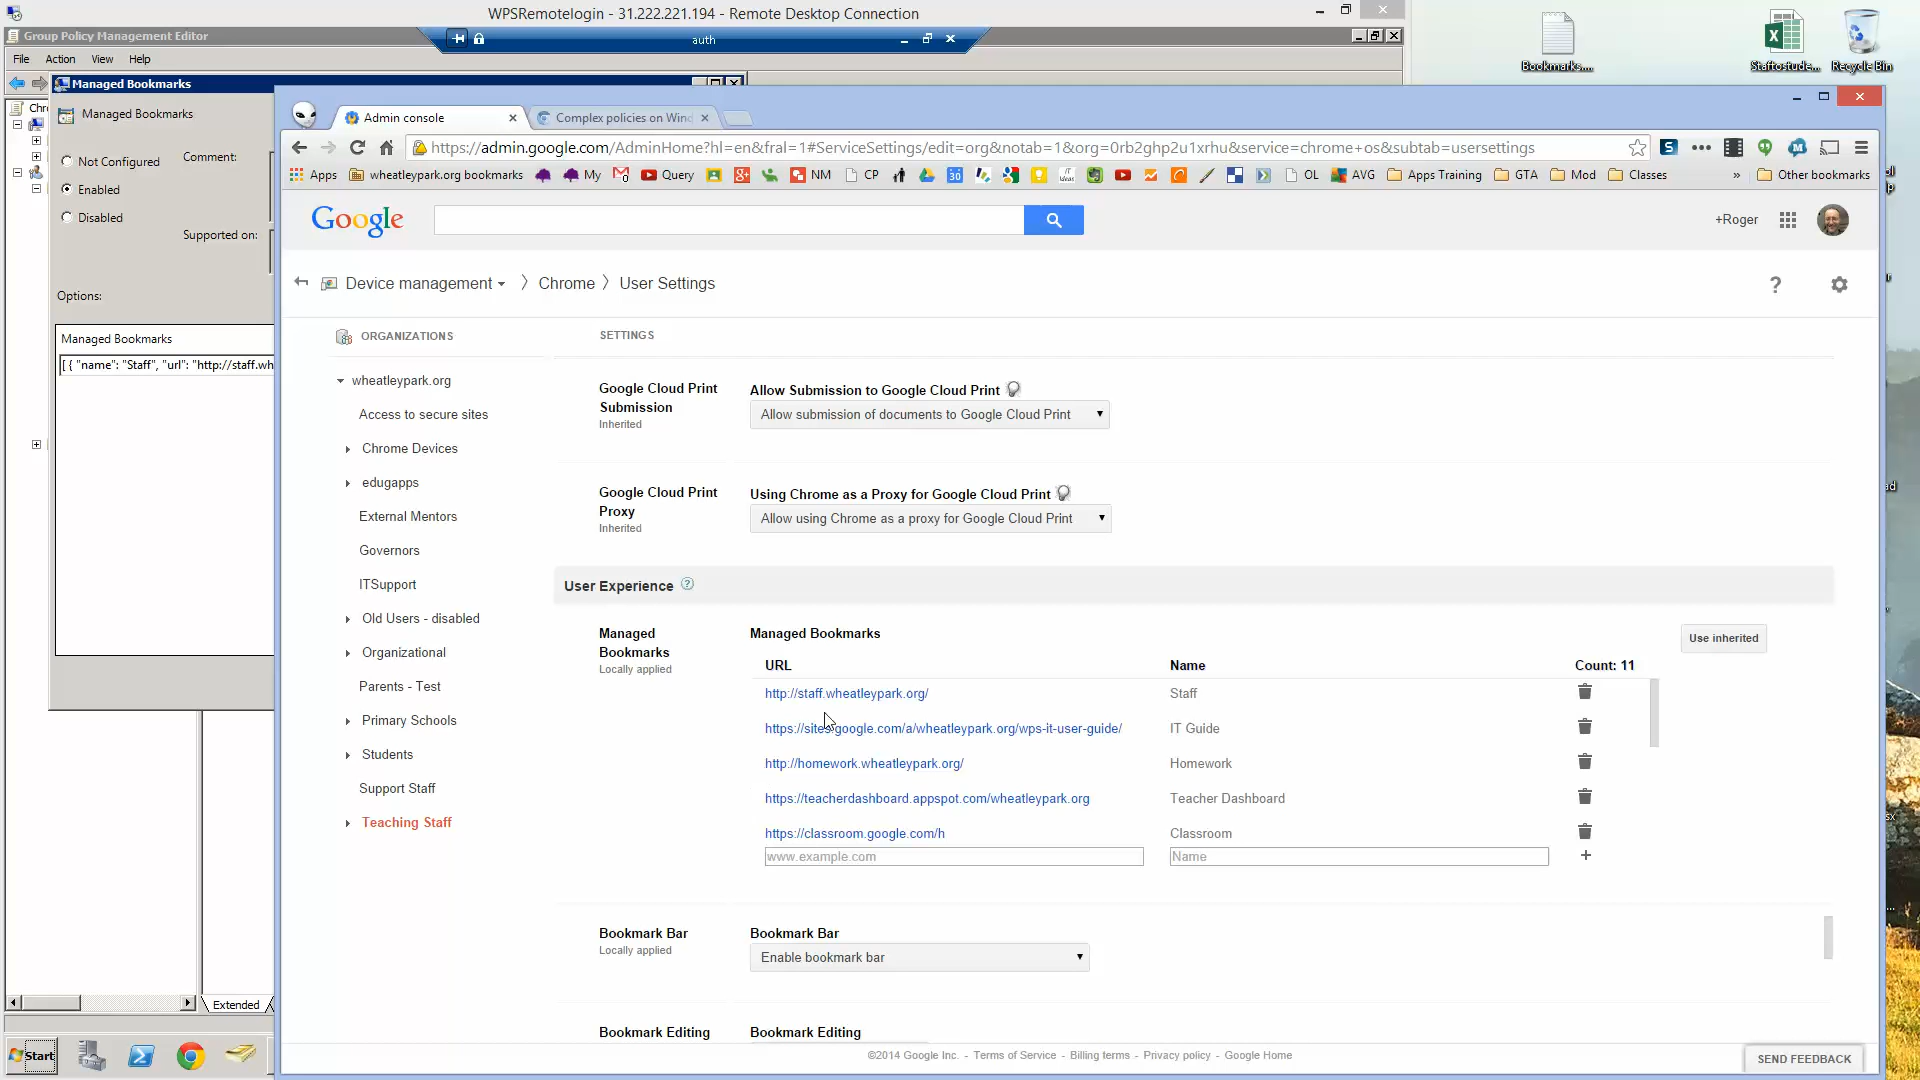 WPSRemotelogin - 31.222.221.194 - Remote Desktop Connection
Group Policy Management Editor
auth
File Action View Help
Bookmarks....
Staftostude...
Recycle Bin
Managed Bookmarks
Managed Bookmarks
Not Configured
Comment:
Enabled
Disabled
Supported on:
Options:
Managed Bookmarks
[ { "name": "Staff", "url": "http://staff.wh
Extended
Start
Admin console
Complex policies on Wind
https://admin.google.com/AdminHome?hl=en&fral=1#ServiceSettings/edit=org&notab=1&org=0rb2ghp2u1xrhu&service=chrome+os&subtab=usersettings
Apps wheatleypark.org bookmarks My Query NM CP OL AVG Apps Training GTA Mod Classes » Other bookmarks
Google
+Roger
Device management Chrome User Settings
?
ORGANIZATIONS
wheatleypark.org
Access to secure sites
Chrome Devices
edugapps
External Mentors
Governors
ITSupport
Old Users - disabled
Organizational
Parents - Test
Primary Schools
Students
Support Staff
Teaching Staff
SETTINGS
Google Cloud Print
Submission
Inherited
Allow Submission to Google Cloud Print
Allow submission of documents to Google Cloud Print
Google Cloud Print
Proxy
Inherited
Using Chrome as a Proxy for Google Cloud Print
Allow using Chrome as a proxy for Google Cloud Print
User Experience ?
Managed
Bookmarks
Locally applied
Managed Bookmarks
Use inherited
URL Name Count: 11
http://staff.wheatleypark.org/ Staff
https://sites.google.com/a/wheatleypark.org/wps-it-user-guide/ IT Guide
http://homework.wheatleypark.org/ Homework
https://teacherdashboard.appspot.com/wheatleypark.org Teacher Dashboard
https://classroom.google.com/h Classroom
www.example.com Name +
Bookmark Bar
Locally applied
Bookmark Bar
Enable bookmark bar
Bookmark Editing
Bookmark Editing
©2014 Google Inc. - Terms of Service - Billing terms - Privacy policy - Google Home
SEND FEEDBACK